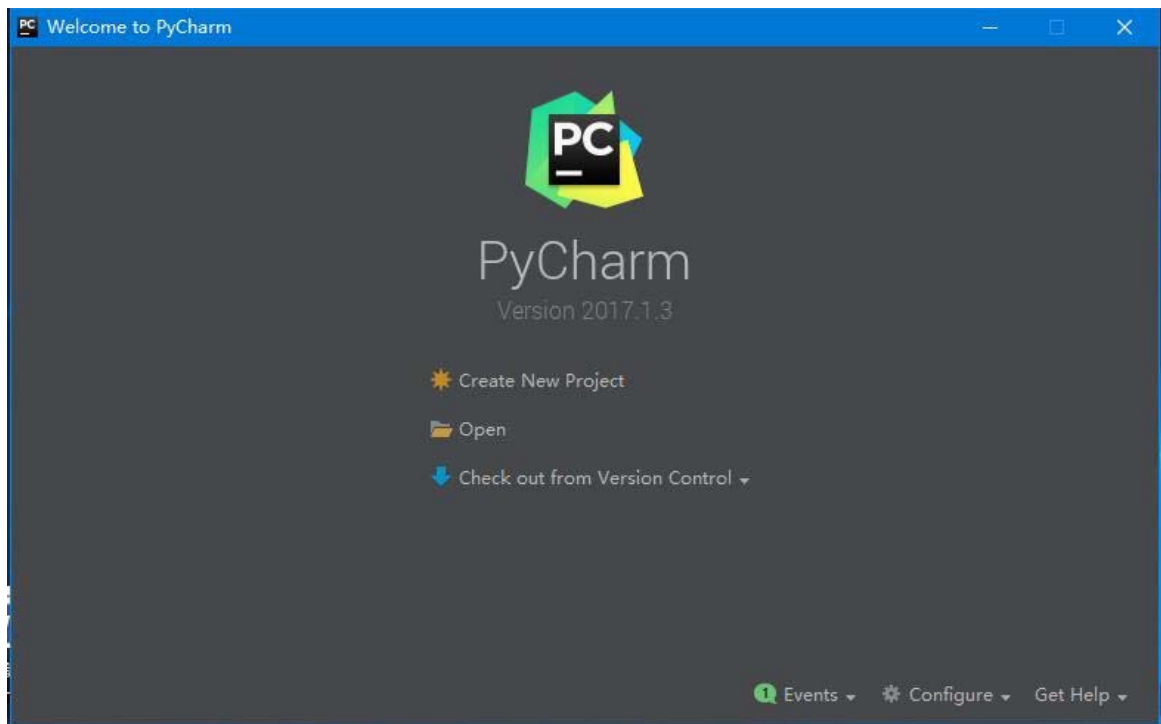 PC Welcome to PyCharm
PC
PyCharm
Version 2017.1.3
Create New Project
Open
Check out from Version Control
1 Events Configure Get Help